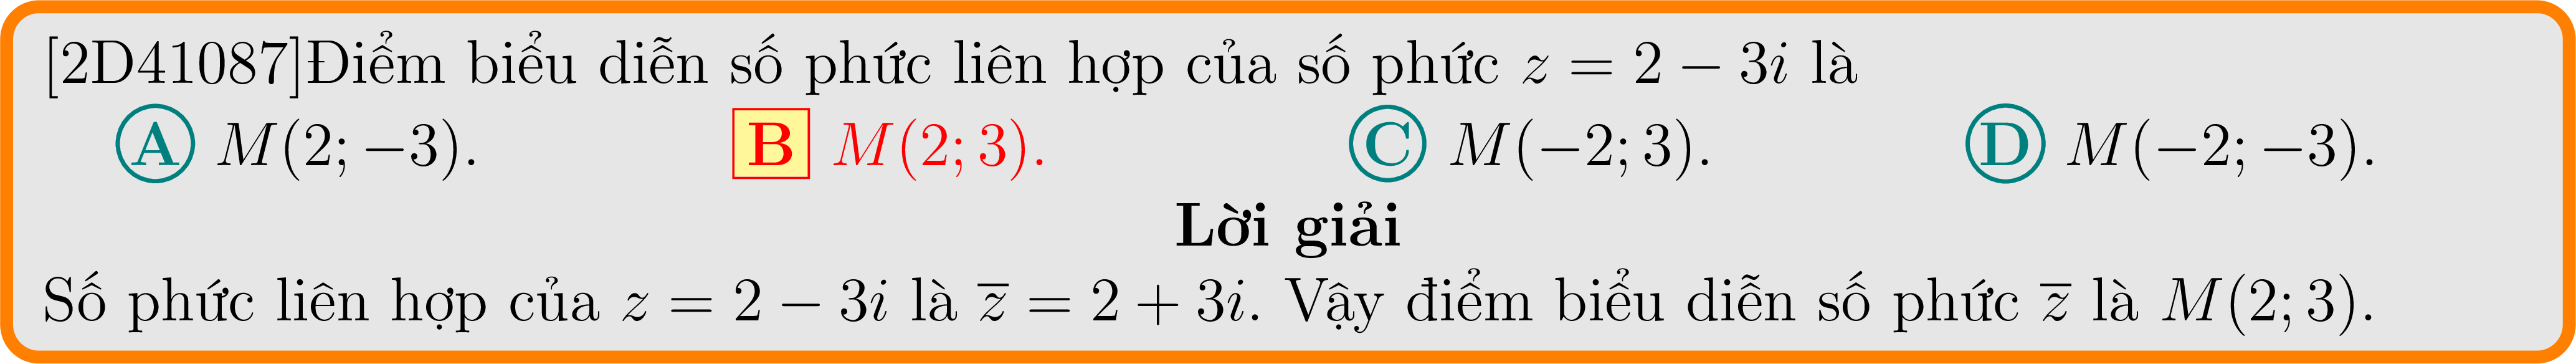 [2D41087]Điểm biểu diễn số phức liên hợp của số phức z = 2 − 3i là
A M(2; −3). B M(2; 3). C M(−2; 3). D M(−2; −3).
Lời giải
Số phức liên hợp của z = 2 − 3i là z̅ = 2 + 3i. Vậy điểm biểu diễn số phức z̅ là M(2; 3).